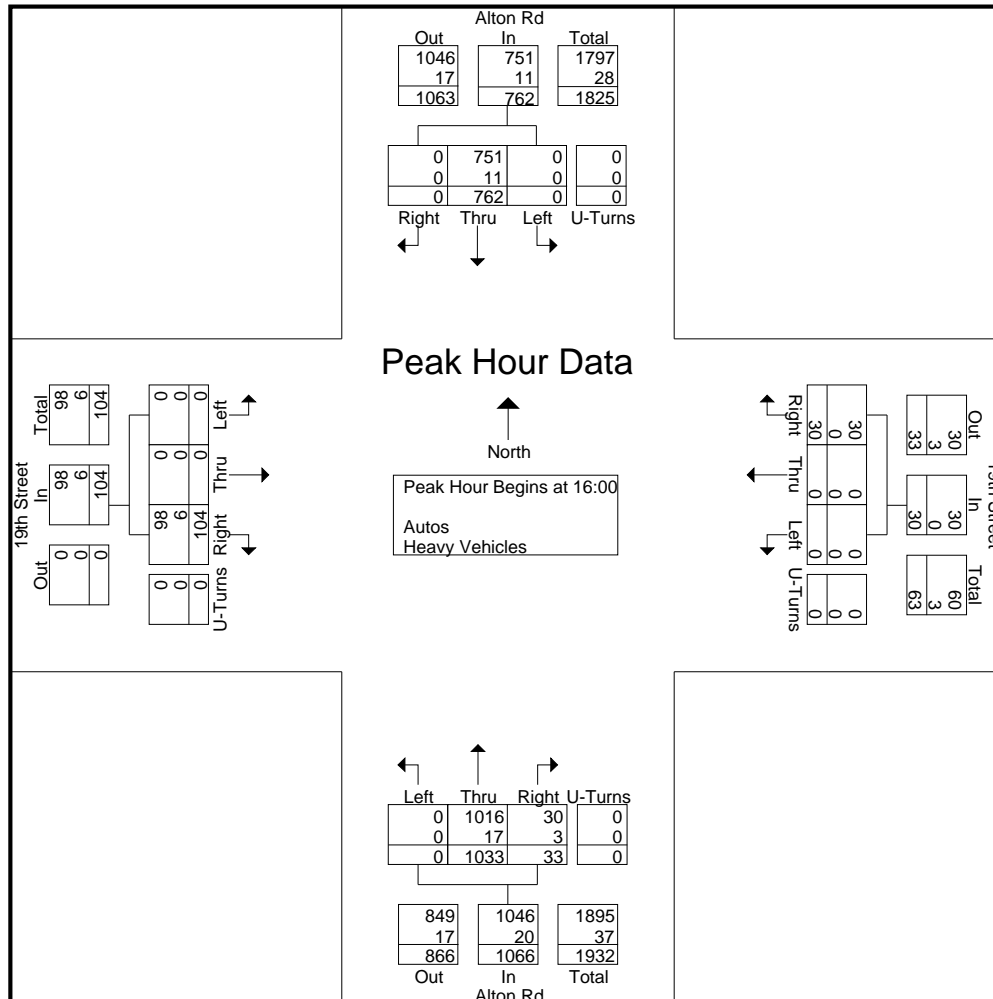 Alton Rd
Out In Total
1046 751 1797
17 11 28
1063 762 1825
0 751 0 0
0 11 0 0
0 762 0 0
Right Thru Left U-Turns
Peak Hour Data
North
Peak Hour Begins at 16:00
Autos
Heavy Vehicles
19th Street
Out In Total
0 98 98
0 6 6
0 104 104
0 0 98 0
0 0 6 0
0 0 104 0
Left Thru Right U-Turns
Out In Total
30 30 60
3 0 3
33 30 63
30 0 0 0
0 0 0 0
30 0 0 0
Right Thru Left U-Turns
Left Thru Right U-Turns
0 1016 30 0
0 17 3 0
0 1033 33 0
849 1046 1895
17 20 37
866 1066 1932
Out In Total
Alton Rd